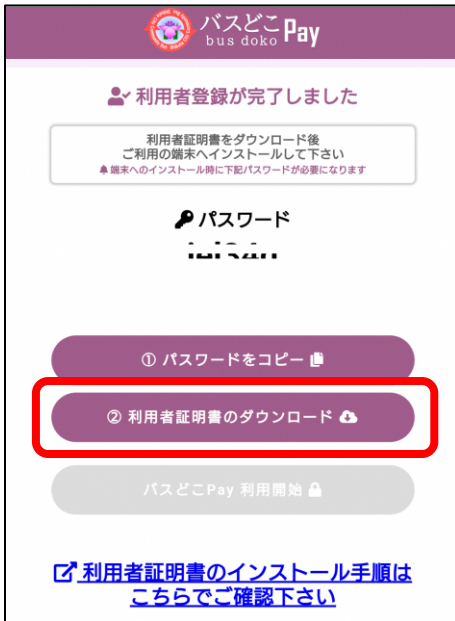 バスどこPay
bus doko
利用者登録が完了しました
利用者証明書をダウンロード後
ご利用の端末へインストールして下さい
端末へのインストール時に下記パスワードが必要になります
パスワード
① パスワードをコピー
② 利用者証明書のダウンロード
バスどこPay 利用開始
利用者証明書のインストール手順は
こちらでご確認下さい